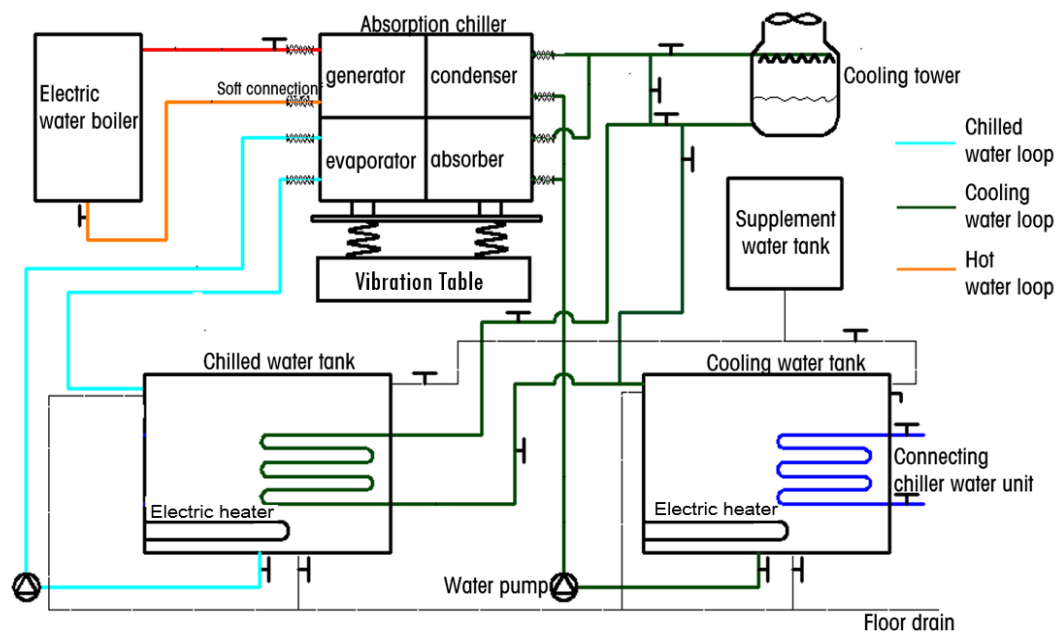 Absorption chiller
Electric
water boiler
Soft connection
generator
condenser
evaporator
absorber
Vibration Table
Cooling tower
Chilled
water loop
Cooling
water loop
Hot
water loop
Supplement
water tank
Chilled water tank
Electric heater
Cooling water tank
Electric heater
Connecting
chiller water unit
Water pump
Floor drain